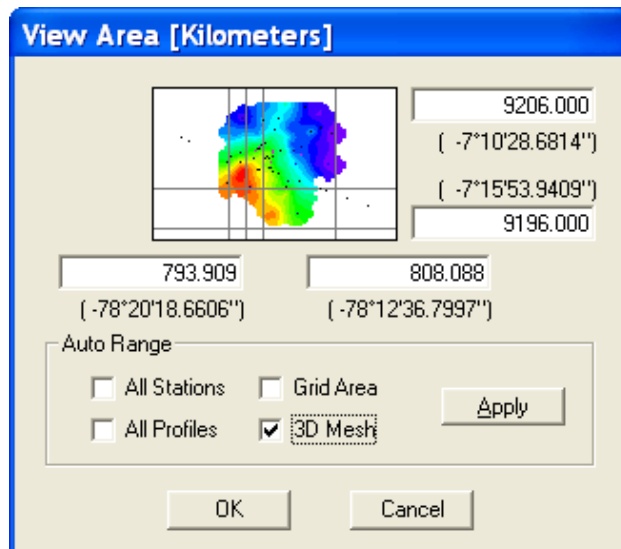 View Area [Kilometers]
9206.000
( -7°10'28.6814")
( -7°15'53.9409")
9196.000
793.909
808.088
( -78°20'18.6606")
( -78°12'36.7997")
Auto Range
All Stations
Grid Area
All Profiles
3D Mesh
Apply
OK
Cancel